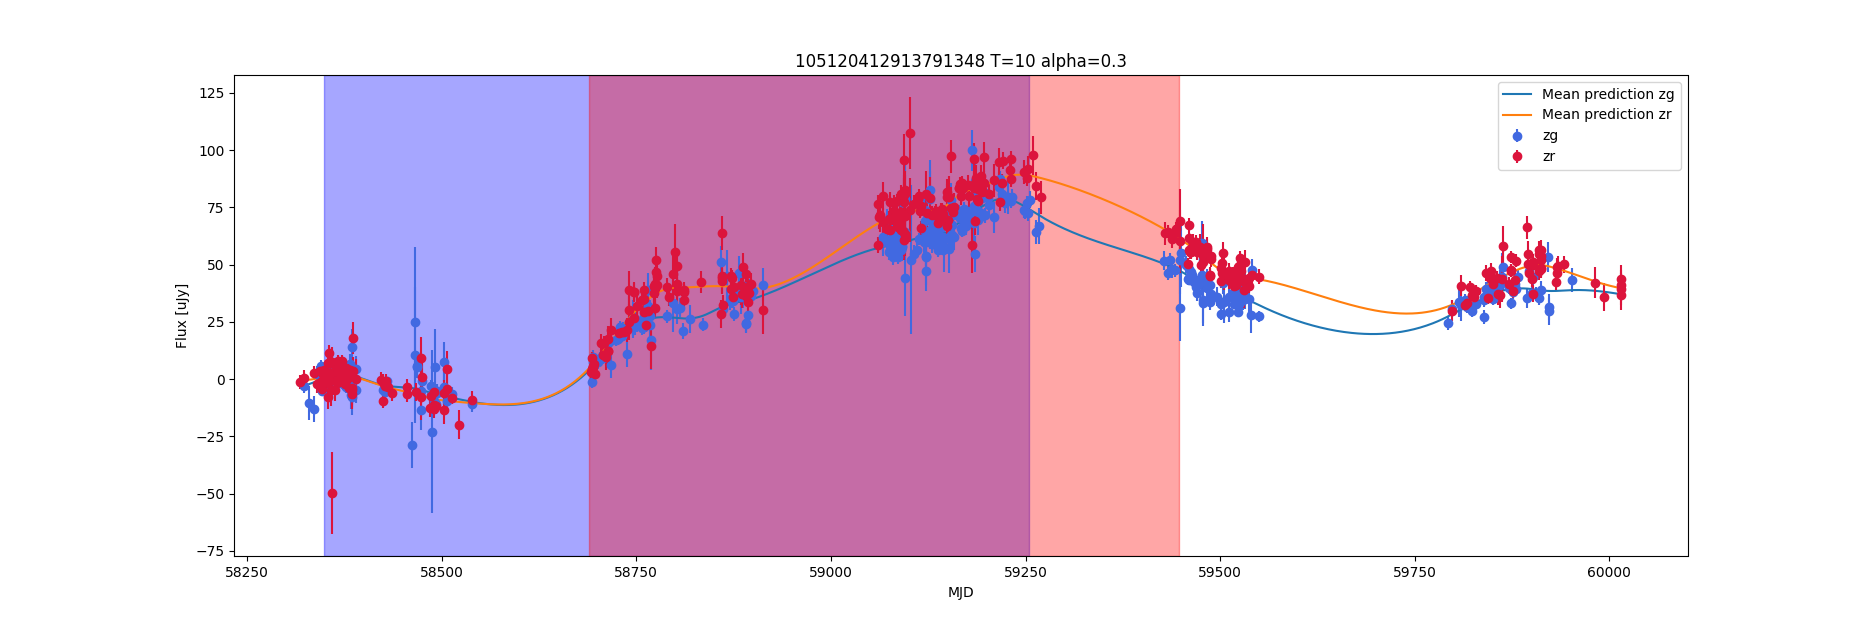 105120412913791348 T=10 alpha=0.3
Mean prediction zg
Mean prediction zr
zg
zr
Flux [uJy]
125
100
75
50
25
0
−25
−50
−75
58250 58500 58750 59000 59250 59500 59750 60000
MJD